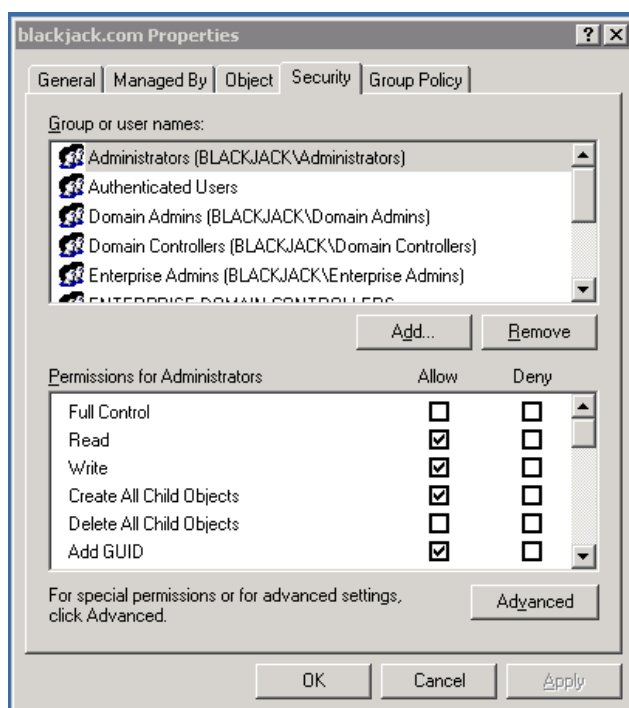 blackjack.com Properties
General Managed By Object Security Group Policy
Group or user names:
Administrators (BLACKJACK\Administrators)
Authenticated Users
Domain Admins (BLACKJACK\Domain Admins)
Domain Controllers (BLACKJACK\Domain Controllers)
Enterprise Admins (BLACKJACK\Enterprise Admins)
ENTERPRISE DOMAIN CONTROLLERS
Add... Remove
Permissions for Administrators Allow Deny
Full Control
Read
Write
Create All Child Objects
Delete All Child Objects
Add GUID
For special permissions or for advanced settings,
click Advanced.
Advanced
OK Cancel Apply